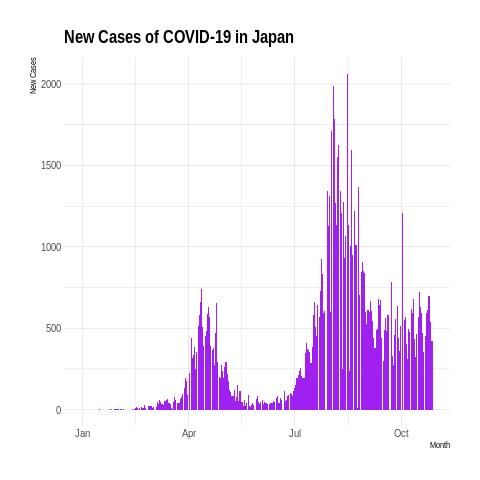 New Cases of COVID-19 in Japan
New Cases
2000
1500
1000
500
0
Jan Apr Jul Oct
Month